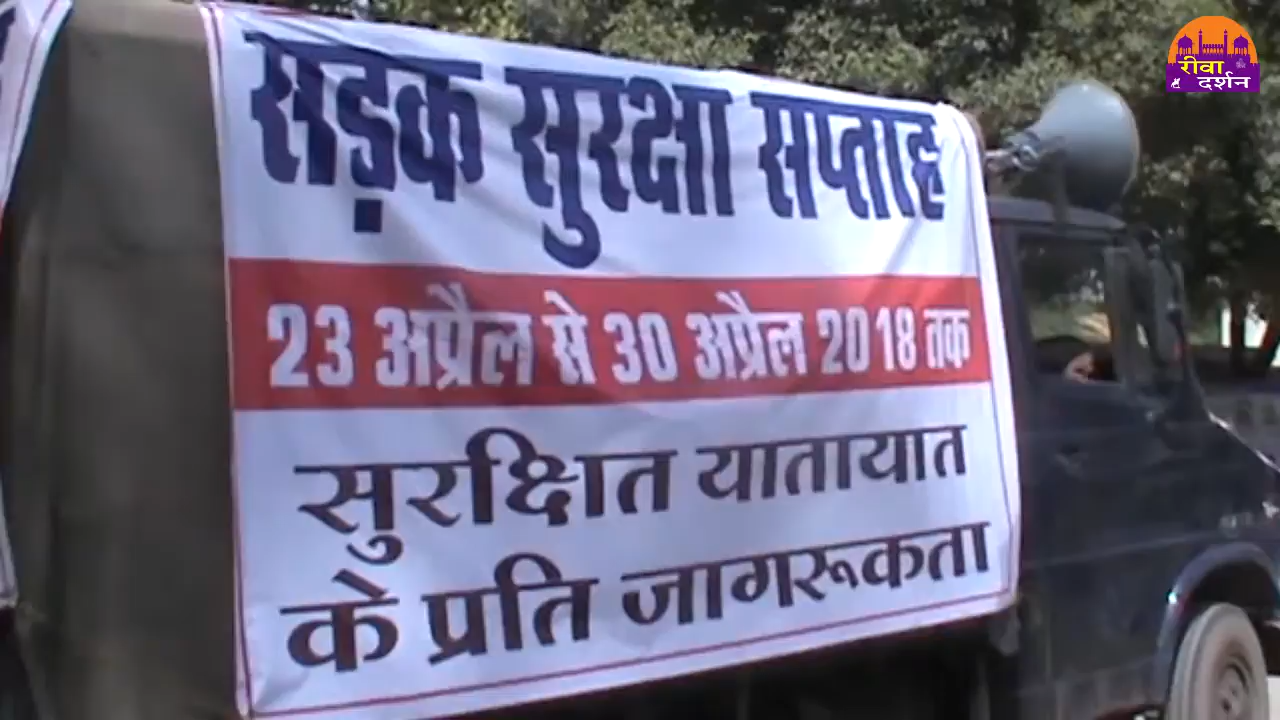 सड़क सुरक्षा सप्ताह
23 अप्रैल से 30 अप्रैल 2018 तक
सुरक्षित यातायात
के प्रति जागरूकता
रीवा
दर्शन